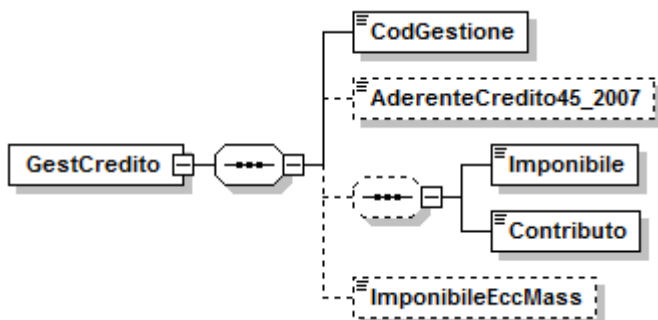 CodGestione
AderenteCredito45_2007
GestCredito
Imponibile
Contributo
ImponibileEccMass